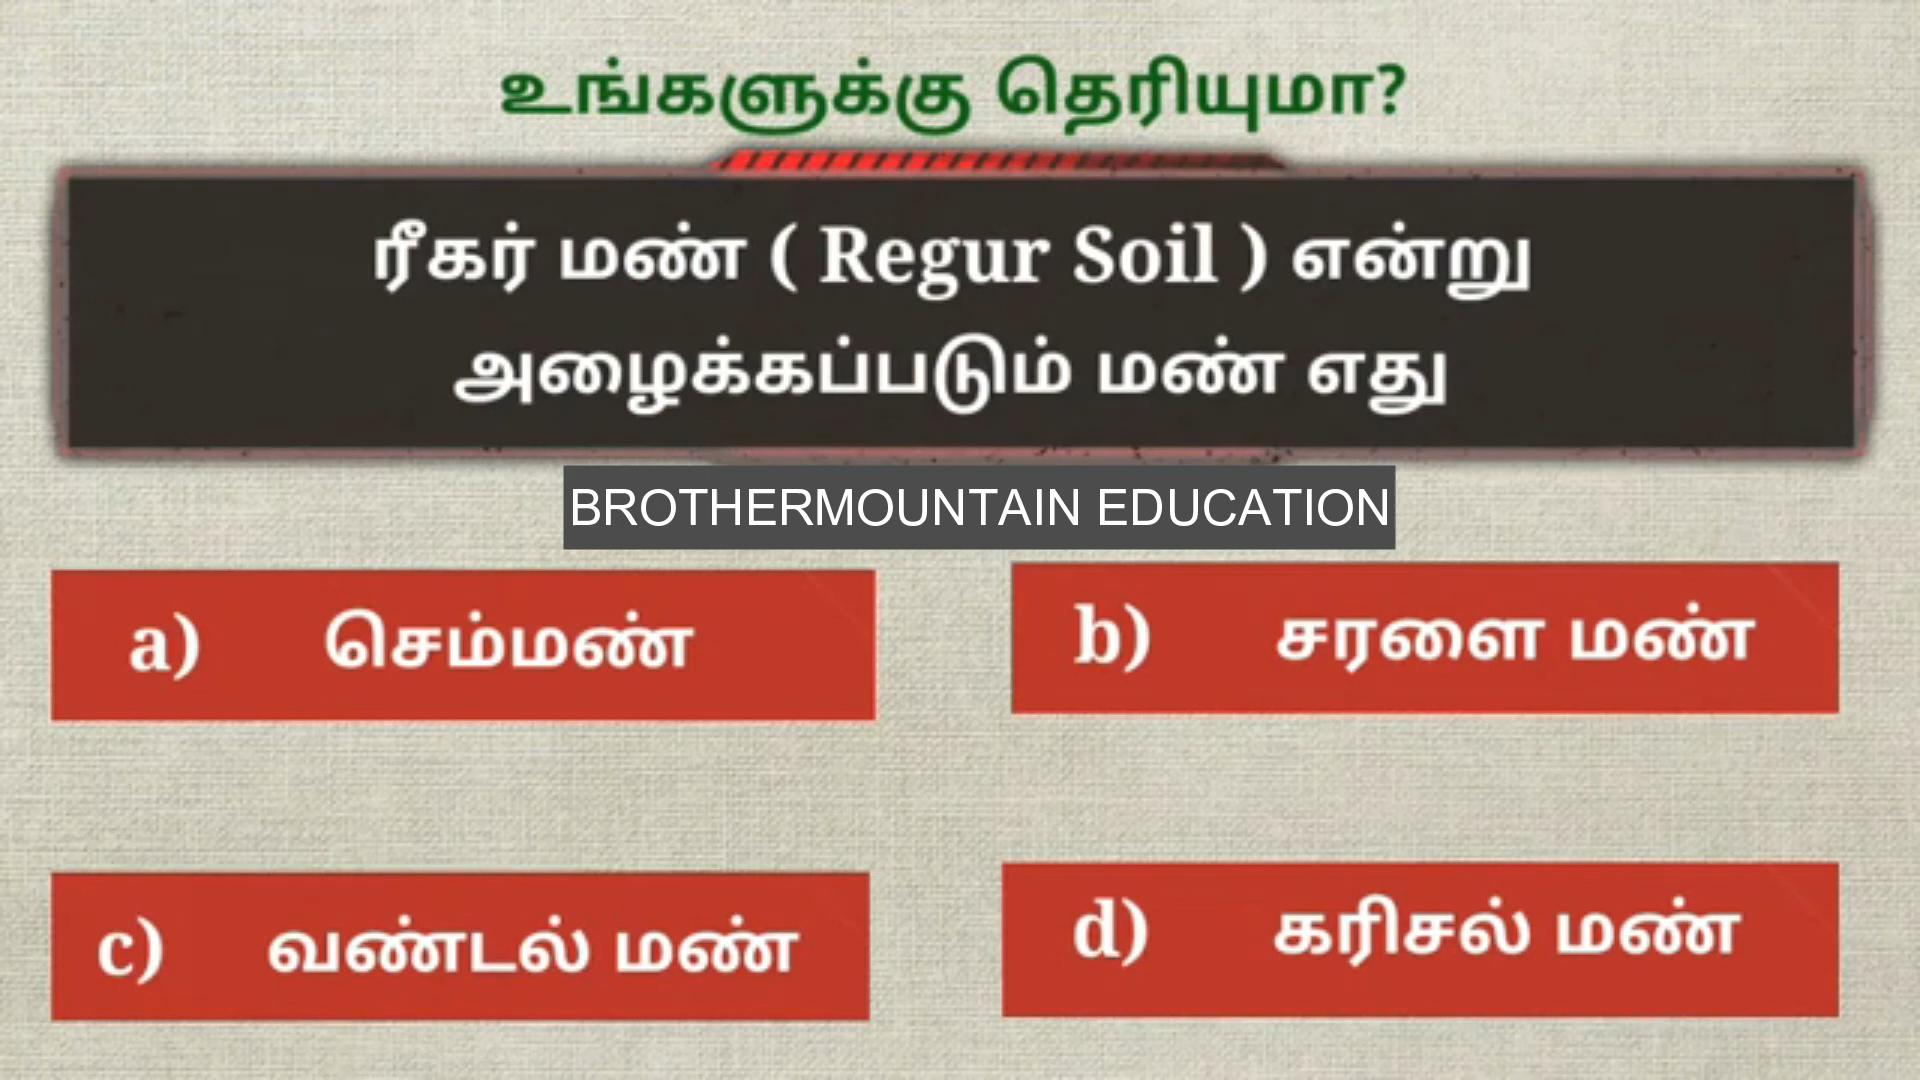 உங்களுக்கு தெரியுமா?
ரீகர் மண் ( Regur Soil ) என்று
அழைக்கப்படும் மண் எது
BROTHERMOUNTAIN EDUCATION
a) செம்மண்
b) சரளை மண்
c) வண்டல் மண்
d) கரிசல் மண்